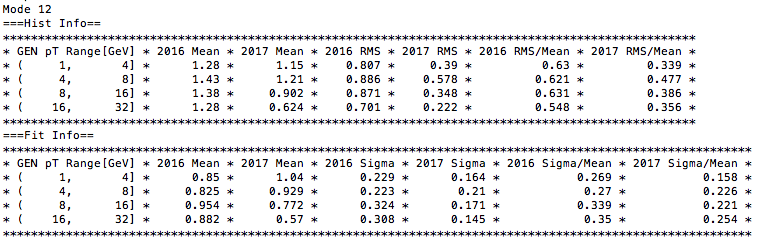 Mode 12
===Hist Info==
****************************************************************************************************
* GEN pT Range[GeV] * 2016 Mean * 2017 Mean * 2016 RMS * 2017 RMS * 2016 RMS/Mean * 2017 RMS/Mean *
* (     1,       4] *      1.28 *      1.15 *    0.807 *     0.39 *          0.63 *         0.339 *
* (     4,       8] *      1.43 *      1.21 *    0.886 *    0.578 *         0.621 *         0.477 *
* (     8,      16] *      1.38 *     0.902 *    0.871 *    0.348 *         0.631 *         0.386 *
* (    16,      32] *      1.28 *     0.624 *    0.701 *    0.222 *         0.548 *         0.356 *
****************************************************************************************************
===Fit Info==
************************************************************************************************************
* GEN pT Range[GeV] * 2016 Mean * 2017 Mean * 2016 Sigma * 2017 Sigma * 2016 Sigma/Mean * 2017 Sigma/Mean *
* (     1,       4] *      0.85 *      1.04 *      0.229 *      0.164 *           0.269 *           0.158 *
* (     4,       8] *     0.825 *     0.929 *      0.223 *       0.21 *            0.27 *           0.226 *
* (     8,      16] *     0.954 *     0.772 *      0.324 *      0.171 *           0.339 *           0.221 *
* (    16,      32] *     0.882 *      0.57 *      0.308 *      0.145 *            0.35 *           0.254 *
************************************************************************************************************